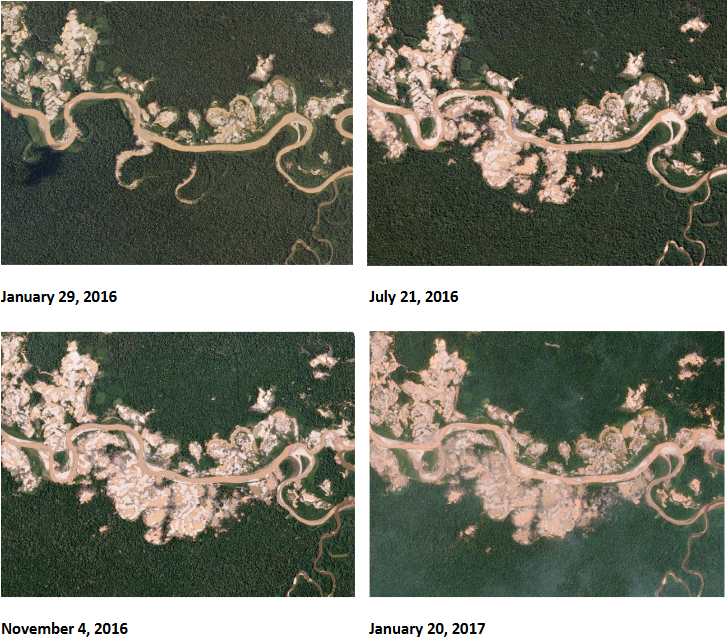 January 29, 2016
July 21, 2016
November 4, 2016
January 20, 2017